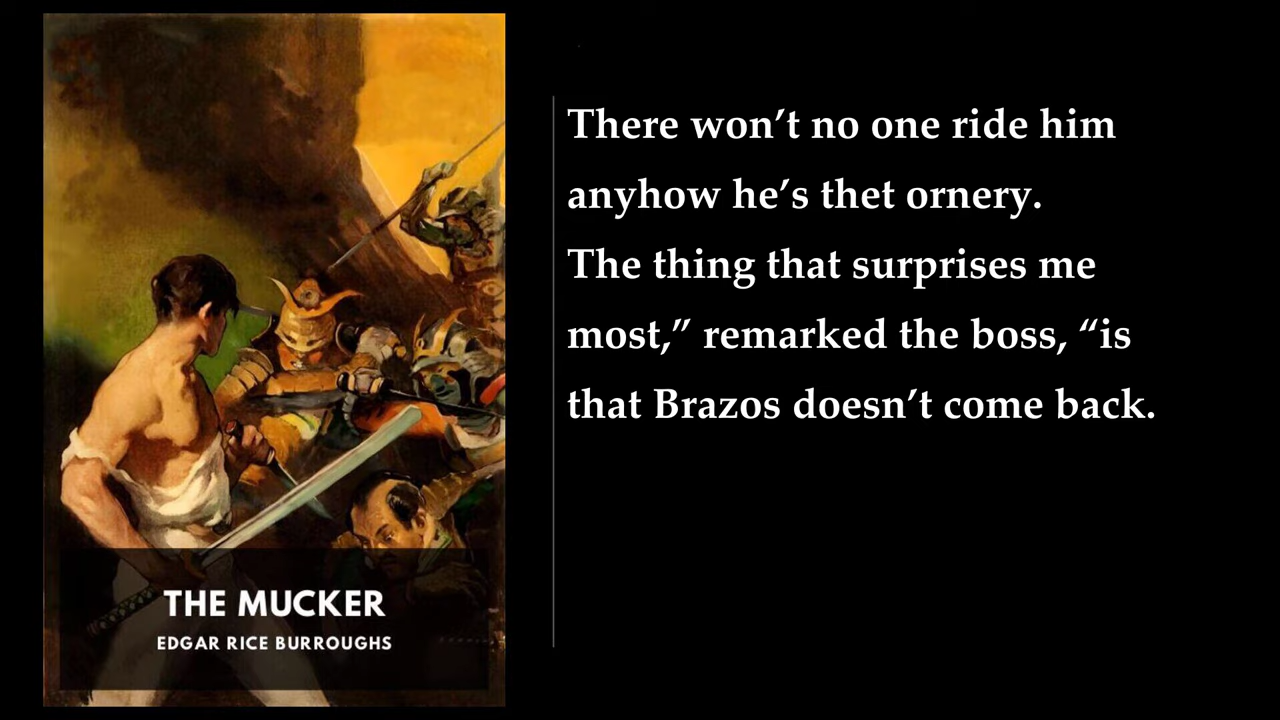 THE MUCKER
EDGAR RICE BURROUGHS
There won’t no one ride him
anyhow he’s thet ornery.
The thing that surprises me
most,” remarked the boss, “is
that Brazos doesn’t come back.